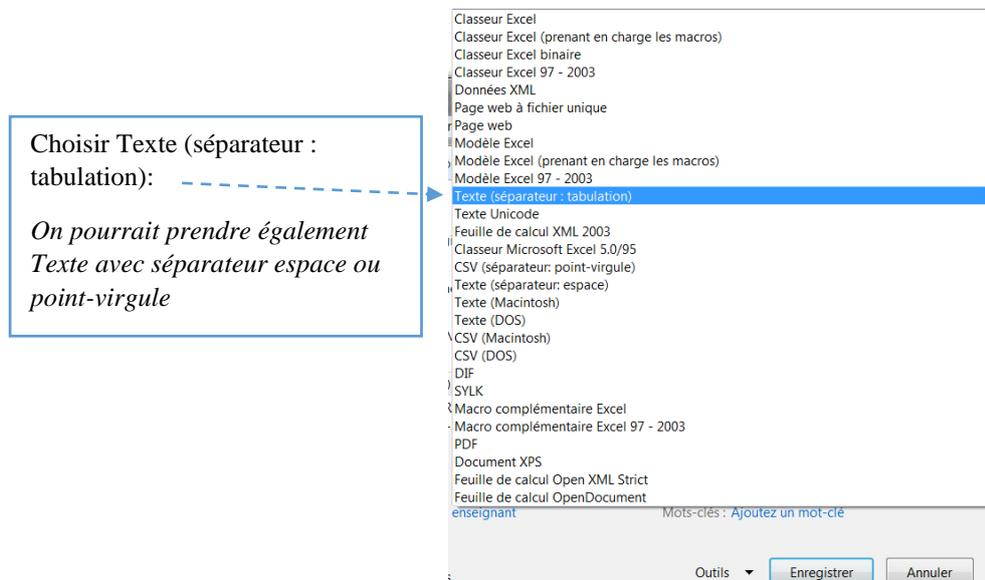 Choisir Texte (séparateur :
tabulation):
On pourrait prendre également
Texte avec séparateur espace ou
point-virgule
Classeur Excel
Classeur Excel (prenant en charge les macros)
Classeur Excel binaire
Classeur Excel 97 - 2003
Données XML
Page web à fichier unique
Page web
Modèle Excel
Modèle Excel (prenant en charge les macros)
Modèle Excel 97 - 2003
Texte (séparateur : tabulation)
Texte Unicode
Feuille de calcul XML 2003
Classeur Microsoft Excel 5.0/95
CSV (séparateur: point-virgule)
Texte (séparateur: espace)
Texte (Macintosh)
Texte (DOS)
CSV (Macintosh)
CSV (DOS)
DIF
SYLK
Macro complémentaire Excel
Macro complémentaire Excel 97 - 2003
PDF
Document XPS
Feuille de calcul Open XML Strict
Feuille de calcul OpenDocument
enseignant Mots-clés : Ajoutez un mot-clé
Outils Enregistrer Annuler